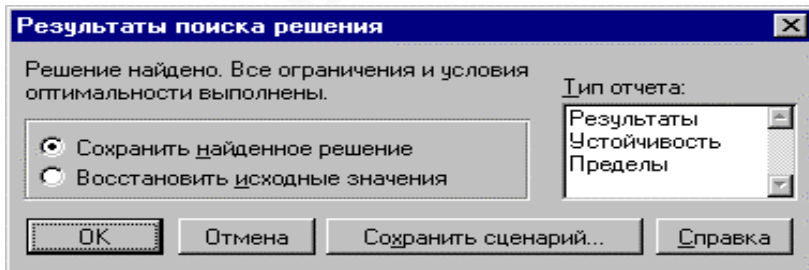 Результаты поиска решения
Решение найдено. Все ограничения и условия
оптимальности выполнены.
Тип отчета:
Результаты
Устойчивость
Пределы
Сохранить найденное решение
Восстановить исходные значения
OK
Отмена
Сохранить сценарий...
Справка